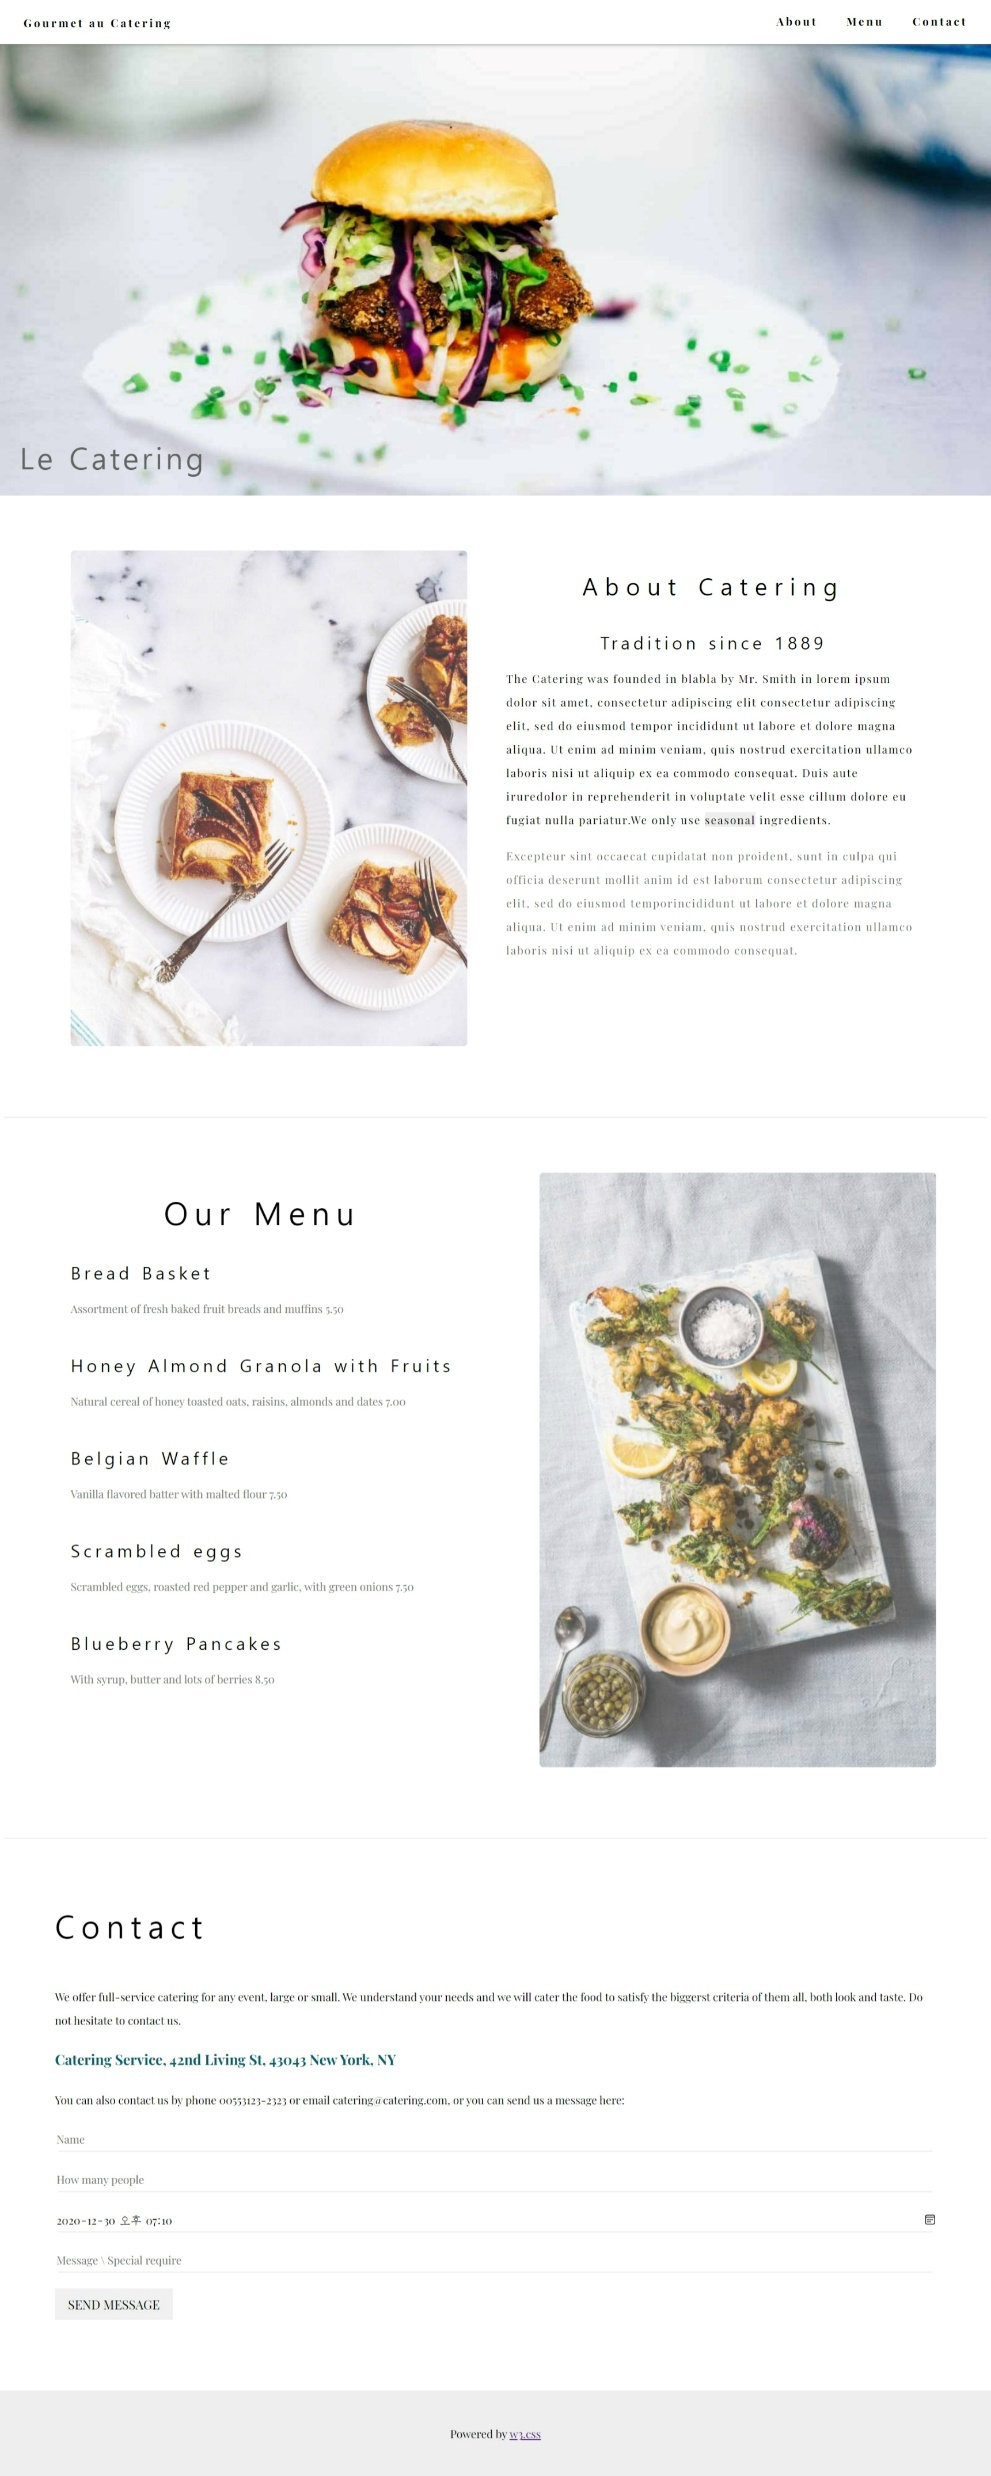 Gourmet au Catering
About Menu Contact
Le Catering
About Catering
Tradition since 1889
The Catering was founded in blabla by Mr. Smith in lorem ipsum
dolor sit amet, consectetur adipiscing elit consectetur adipiscing
elit, sed do eiusmod tempor incididunt ut labore et dolore magna
aliqua. Ut enim ad minim veniam, quis nostrud exercitation ullamco
laboris nisi ut aliquip ex ea commodo consequat. Duis aute
iruredolor in reprehenderit in voluptate velit esse cillum dolore eu
fugiat nulla pariatur.We only use seasonal ingredients.
Excepteur sint occaecat cupidatat non proident, sunt in culpa qui
officia deserunt mollit anim id est laborum consectetur adipiscing
elit, sed do eiusmod temporincididunt ut labore et dolore magna
aliqua. Ut enim ad minim veniam, quis nostrud exercitation ullamco
laboris nisi ut aliquip ex ea commodo consequat.
Our Menu
Bread Basket
Assortment of fresh baked fruit breads and muffins 5.50
Honey Almond Granola with Fruits
Natural cereal of honey toasted oats, raisins, almonds and dates 7.00
Belgian Waffle
Vanilla flavored batter with malted flour 7.50
Scrambled eggs
Scrambled eggs, roasted red pepper and garlic, with green onions 7.50
Blueberry Pancakes
With syrup, butter and lots of berries 8.50
Contact
We offer full-service catering for any event, large or small. We understand your needs and we will cater the food to satisfy the biggerst criteria of them all, both look and taste. Do
not hesitate to contact us.
Catering Service, 42nd Living St, 43043 New York, NY
You can also contact us by phone 00553123-2323 or email catering@catering.com, or you can send us a message here:
Name
How many people
2020-12-30 오후 07:10
Message \ Special require
SEND MESSAGE
Powered by w3.css